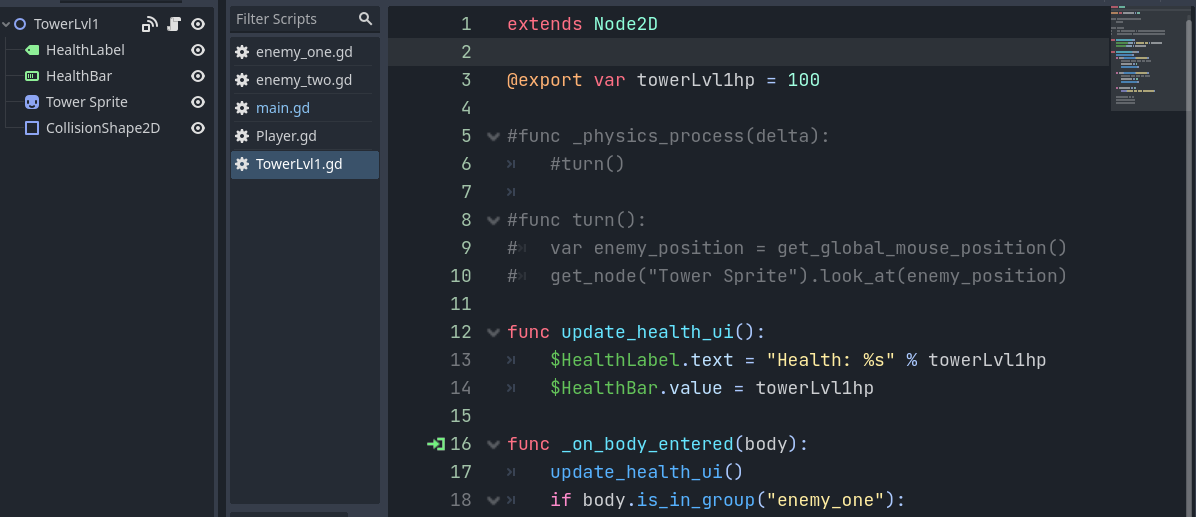 TowerLvl1
HealthLabel
HealthBar
Tower Sprite
CollisionShape2D
Filter Scripts
enemy_one.gd
enemy_two.gd
main.gd
Player.gd
TowerLvl1.gd
1 extends Node2D
2
3 @export var towerLvl1hp = 100
4
5 #func _physics_process(delta):
6 #turn()
7
8 #func turn():
9 # var enemy_position = get_global_mouse_position()
10 # get_node("Tower Sprite").look_at(enemy_position)
11
12 func update_health_ui():
13 $HealthLabel.text = "Health: %s" % towerLvl1hp
14 $HealthBar.value = towerLvl1hp
15
16 func _on_body_entered(body):
17 update_health_ui()
18 if body.is_in_group("enemy_one"):